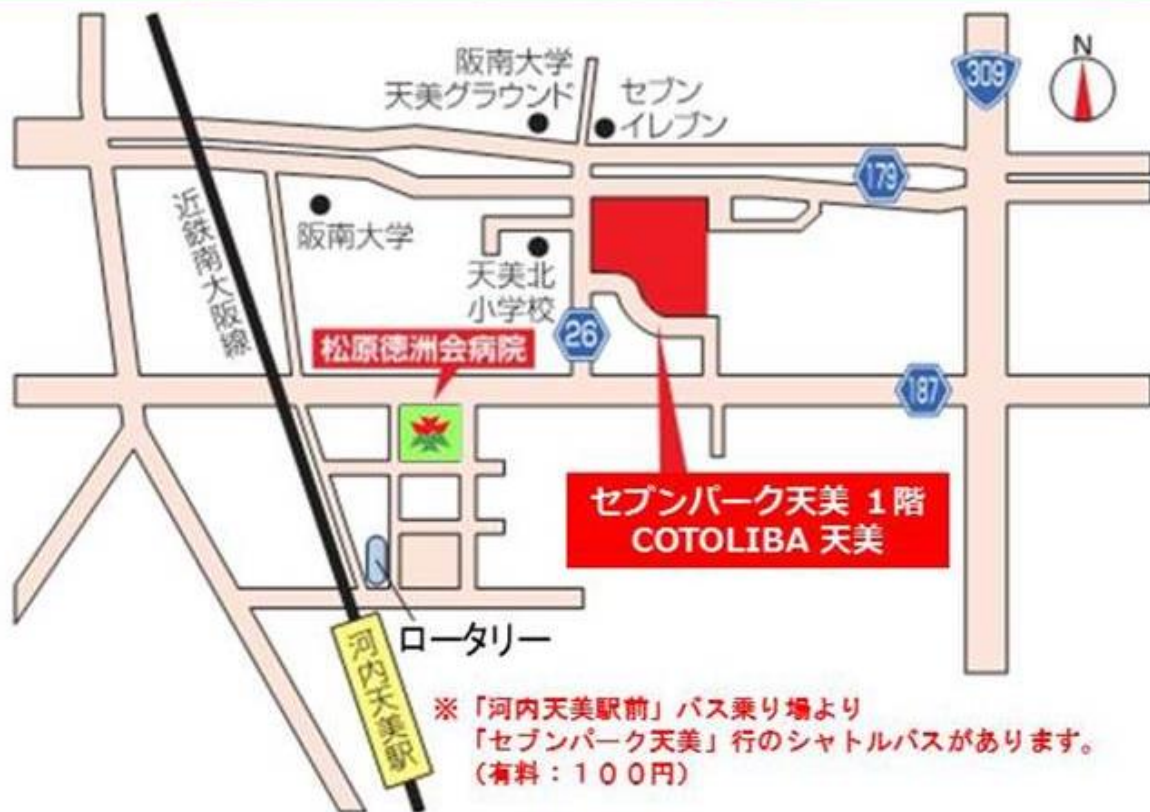 阪南大学
天美グラウンド
セブン
イレブン
309
N
179
近鉄南大阪線
阪南大学
天美北
小学校
26
松原徳洲会病院
187
セブンパーク天美 1階
COTOLIBA 天美
ロータリー
河内天美駅
※「河内天美駅前」バス乗り場より
「セブンパーク天美」行のシャトルバスがあります。
(有料：１００円)